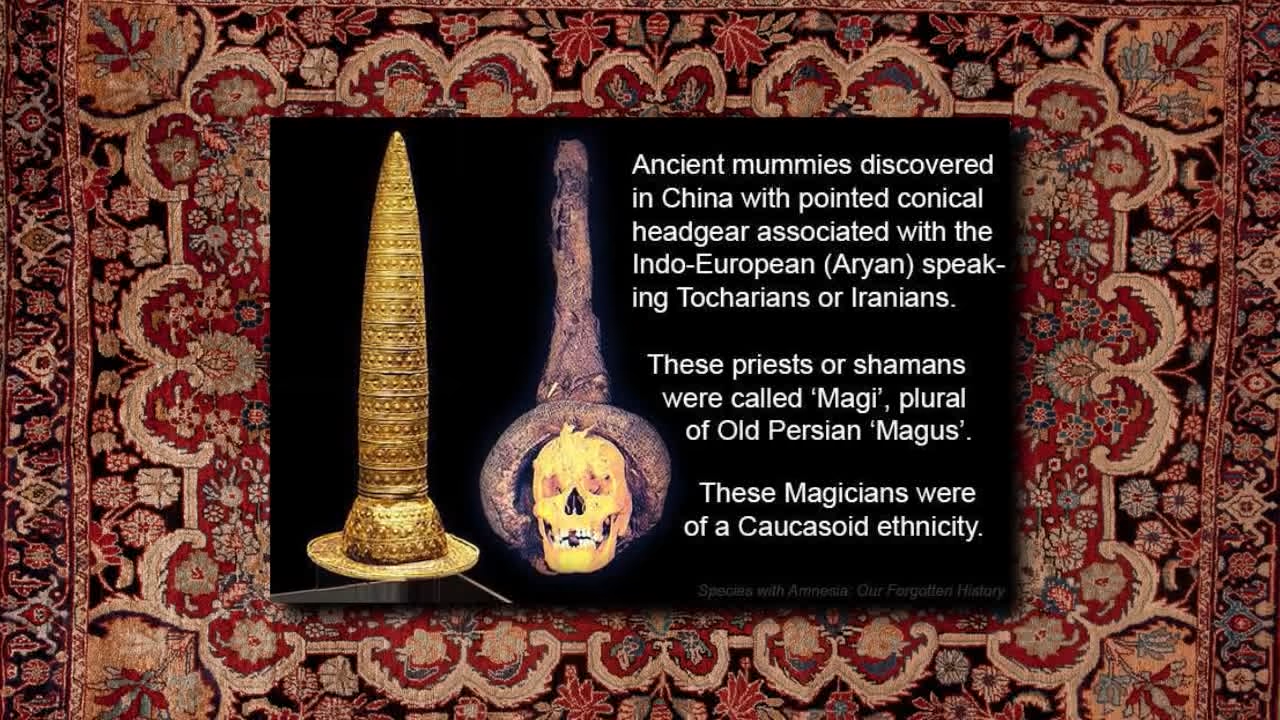 Ancient mummies discovered
in China with pointed conical
headgear associated with the
Indo-European (Aryan) speak-
ing Tocharians or Iranians.
These priests or shamans
were called ‘Magi’, plural
of Old Persian ‘Magus’.
These Magicians were
of a Caucasoid ethnicity.
Species with Amnesia: Our Forgotten History